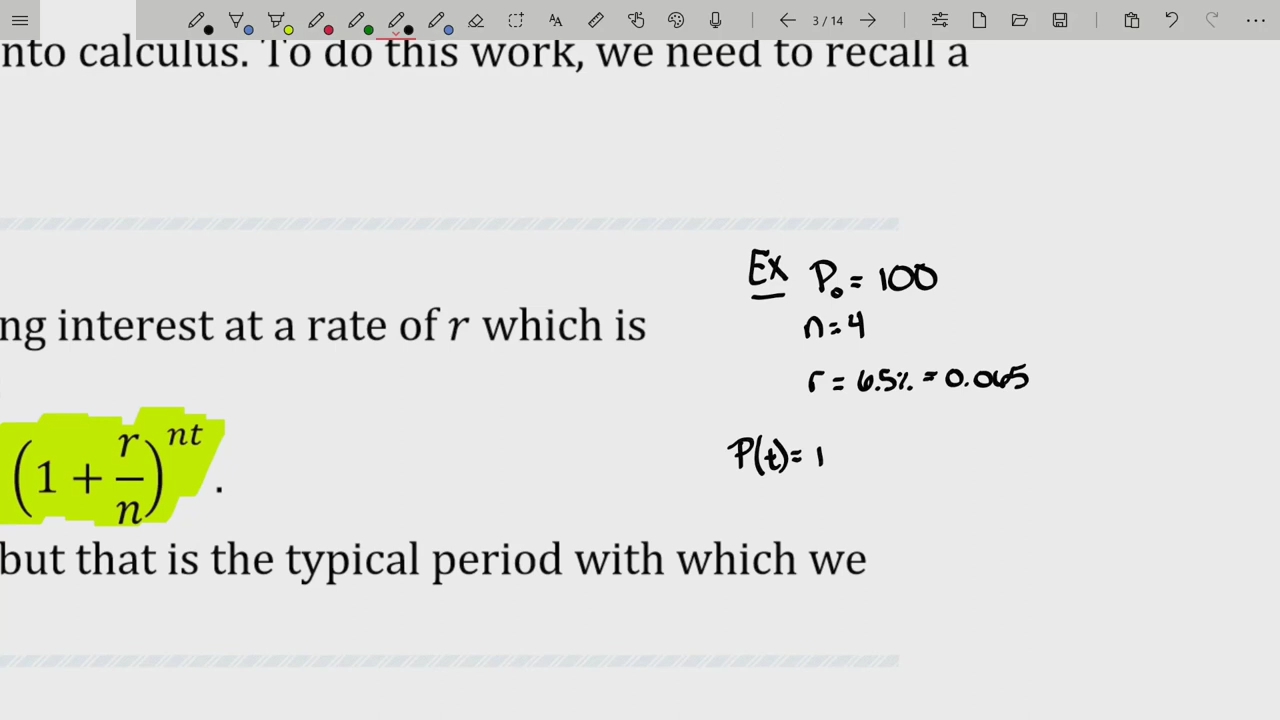 3 / 14
nto calculus. To do this work, we need to recall a
Ex P₀ = 100
n = 4
ng interest at a rate of r which is
r = 6.5% = 0.065
(1 + r/n)^{nt} .
P(t) = 1
but that is the typical period with which we